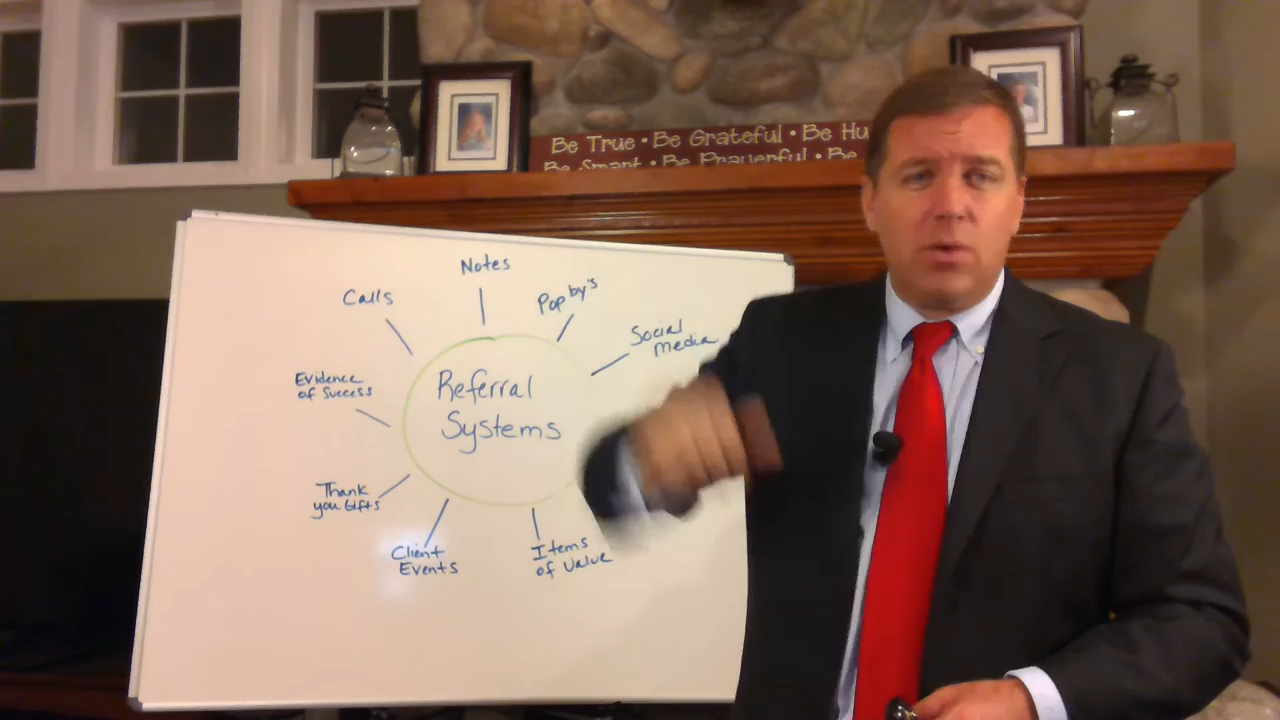 Be True • Be Grateful • Be Hu
Be Smart • Be Prayerful • Be
Notes
Calls
Pop by's
Social
media
Evidence
of Success
Referral
Systems
Thank
you Gifts
Client
Events
Items
of Value